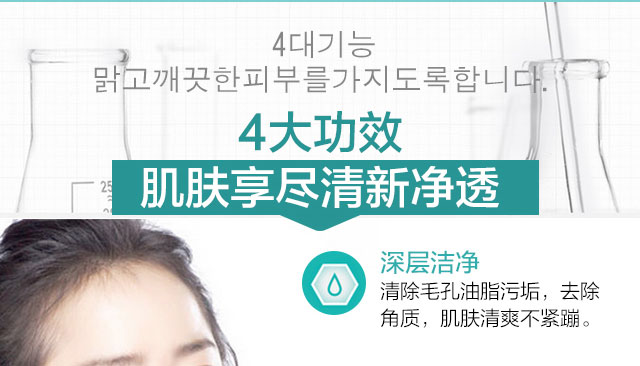 4대기능
맑고깨끗한피부를가지도록합니다.
4大功效
肌肤享尽清新净透
深层洁净
清除毛孔油脂污垢，去除
角质，肌肤清爽不紧蹦。